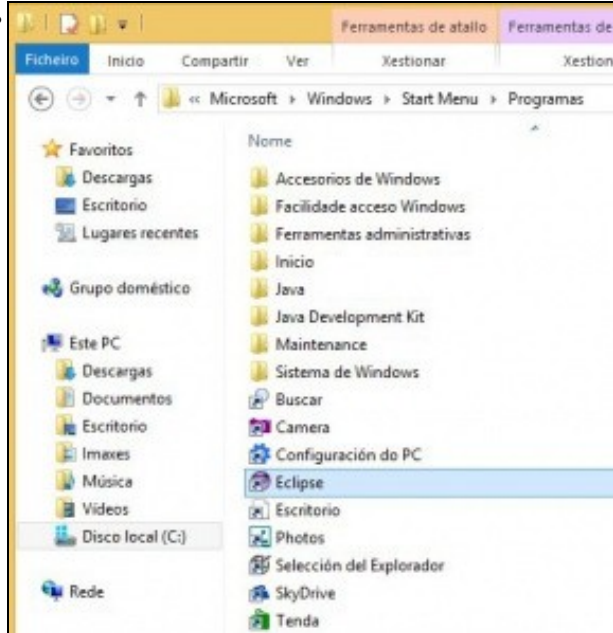 Ferramentas de atallo Ferramentas de
Ficheiro Inicio Compartir Ver Xestionar Xestion
« Microsoft Windows Start Menu Programas
Favoritos
Descargas
Escritorio
Lugares recentes
Grupo doméstico
Este PC
Descargas
Documentos
Escritorio
Imaxes
Música
Vídeos
Disco local (C:)
Rede
Nome
Accesorios de Windows
Facilidade acceso Windows
Ferramentas administrativas
Inicio
Java
Java Development Kit
Maintenance
Sistema de Windows
Buscar
Camera
Configuración do PC
Eclipse
Escritorio
Photos
Selección del Explorador
SkyDrive
Tenda